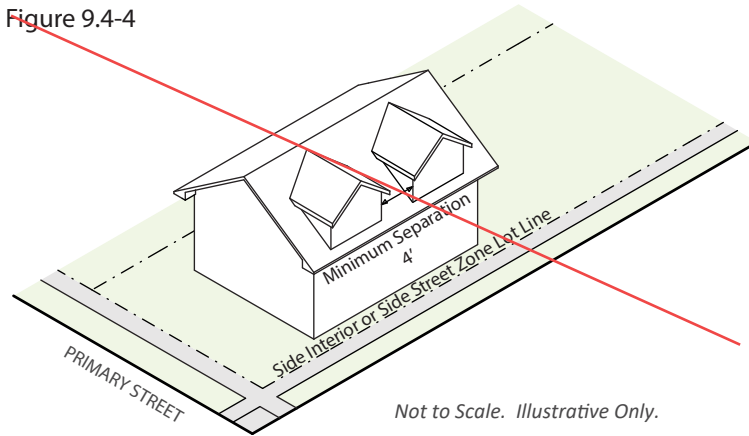 Figure 9.4-4
Minimum Separation
4'
Side Interior or Side Street Zone Lot Line
PRIMARY STREET
Not to Scale. Illustrative Only.